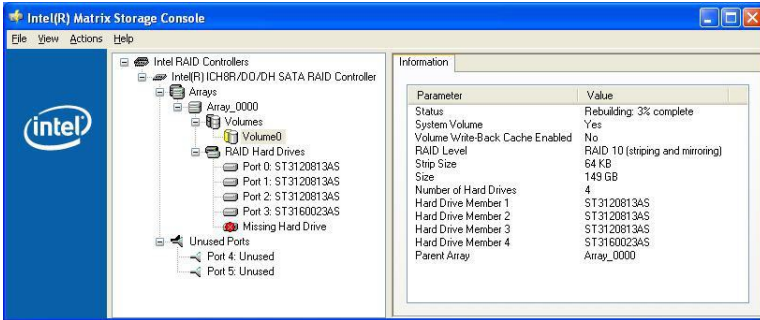 Intel(R) Matrix Storage Console
File View Actions Help
intel
Intel RAID Controllers
Intel(R) ICH8R/DO/DH SATA RAID Controller
Arrays
Array_0000
Volumes
Volume0
RAID Hard Drives
Port 0: ST3120813AS
Port 1: ST3120813AS
Port 2: ST3120813AS
Port 3: ST3160023AS
Missing Hard Drive
Unused Ports
Port 4: Unused
Port 5: Unused
Information
Parameter Value
Status Rebuilding: 3% complete
System Volume Yes
Volume Write-Back Cache Enabled No
RAID Level RAID 10 (striping and mirroring)
Strip Size 64 KB
Size 149 GB
Number of Hard Drives 4
Hard Drive Member 1 ST3120813AS
Hard Drive Member 2 ST3120813AS
Hard Drive Member 3 ST3120813AS
Hard Drive Member 4 ST3160023AS
Parent Array Array_0000